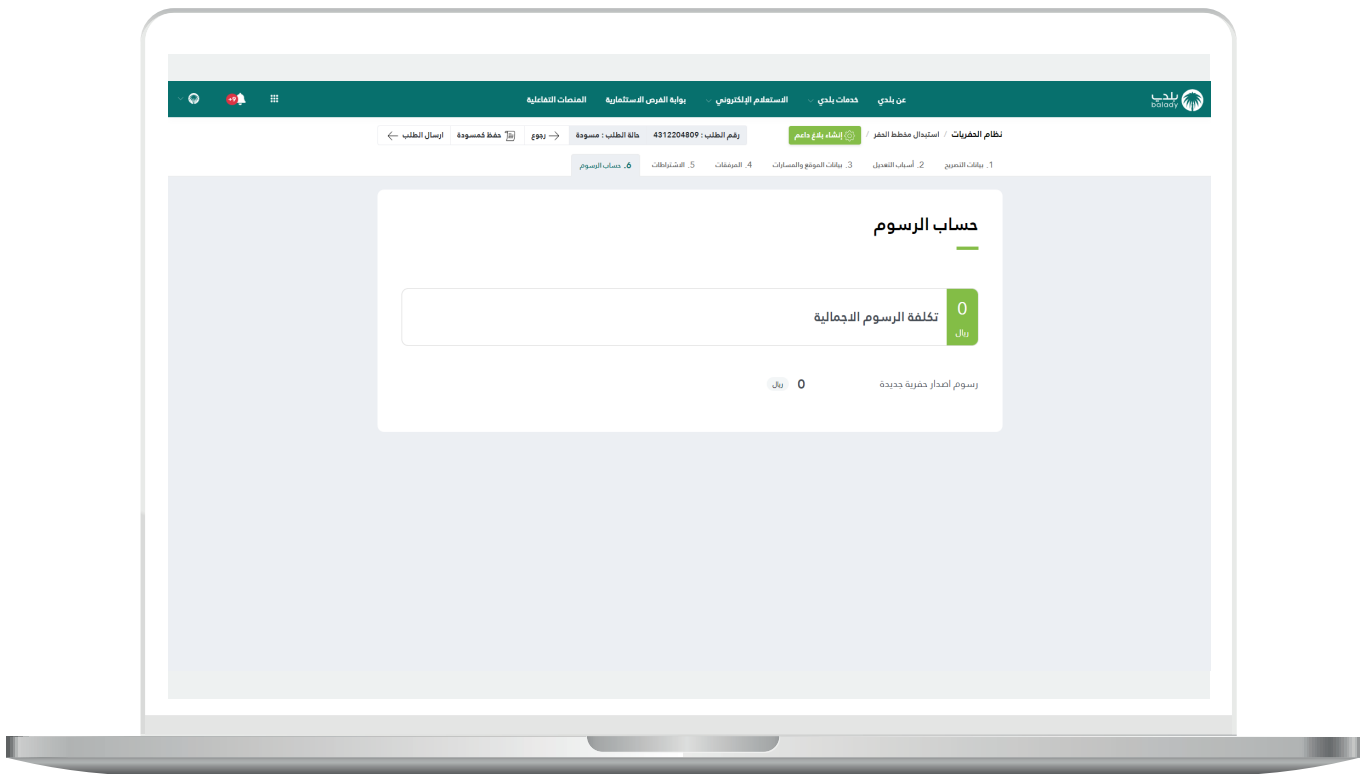 بلدي
balady
عن بلدي
خدمات بلدي
الاستعلام الإلكتروني
بوابة الفرص الاستثمارية
المنصات التفاعلية
+9
نظام الحفريات / استبدال مخطط الحفر /
إنشاء بلاغ داعم
رقم الطلب : 4312204809
حالة الطلب : مسودة
رجوع
حفظ كمسودة
ارسال الطلب
1. بيانات التصريح
2. أسباب التعديل
3. بيانات الموقع والمسارات
4. المرفقات
5. الاشتراطات
6. حساب الرسوم
حساب الرسوم
0
ريال
تكلفة الرسوم الاجمالية
رسوم اصدار حفرية جديدة
0 ريال